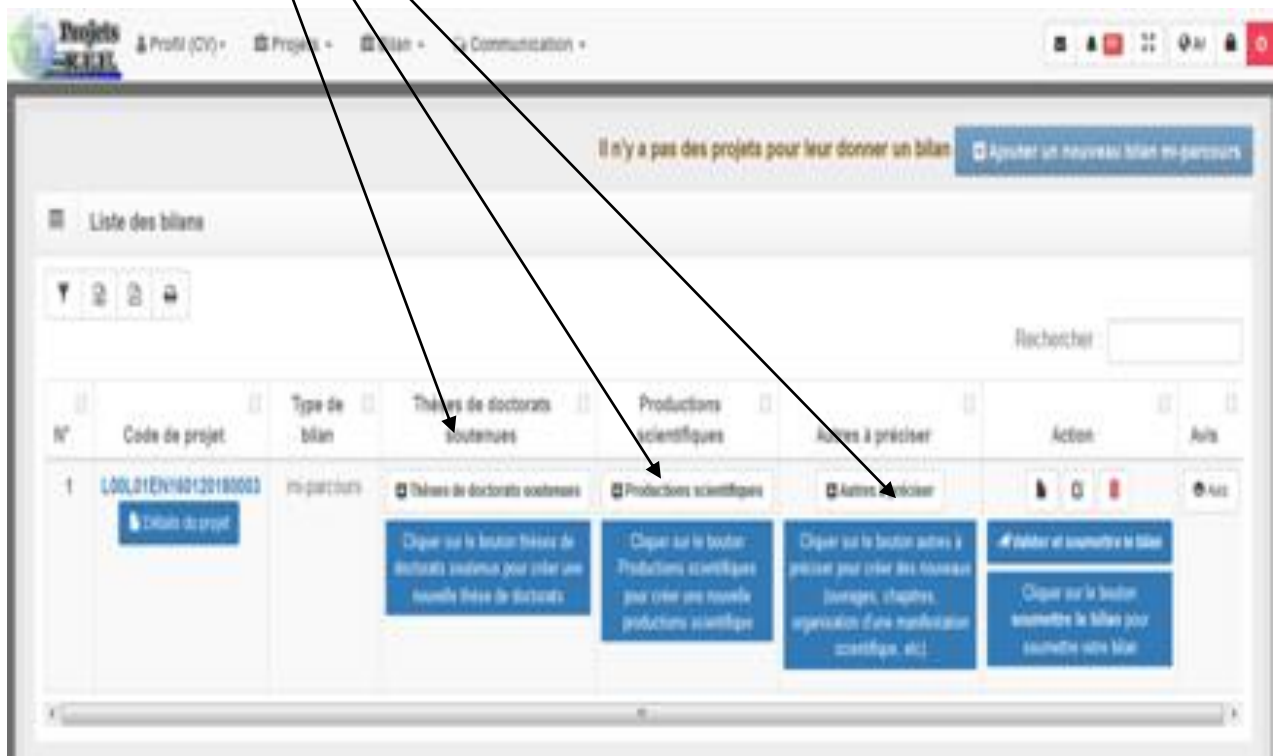 Projets
Profil (CV)
Projets
Bilan
Communication
Il n'y a pas des projets pour leur donner un bilan
Ajouter un nouveau bilan mi-parcours
Liste des bilans
Rechercher
N° Code de projet Type de bilan Thèses de doctorats soutenues Productions scientifiques Autres à préciser Action Avis
1 mi-parcours Thèses de doctorats soutenues Productions scientifiques Autres à préciser Avis
Détails du projet
Cliquer sur le bouton thèses de
doctorats soutenus pour créer une
nouvelle thèse de doctorats
Cliquer sur le bouton
Productions scientifiques
pour créer une nouvelle
productions scientifique
Cliquer sur le bouton autres à
préciser pour créer des nouveaux
(ouvrages, chapitres,
organisation d'une manifestation
scientifique, etc)
Valider et soumettre le bilan
Cliquer sur le bouton
soumettre le bilan pour
soumettre votre bilan